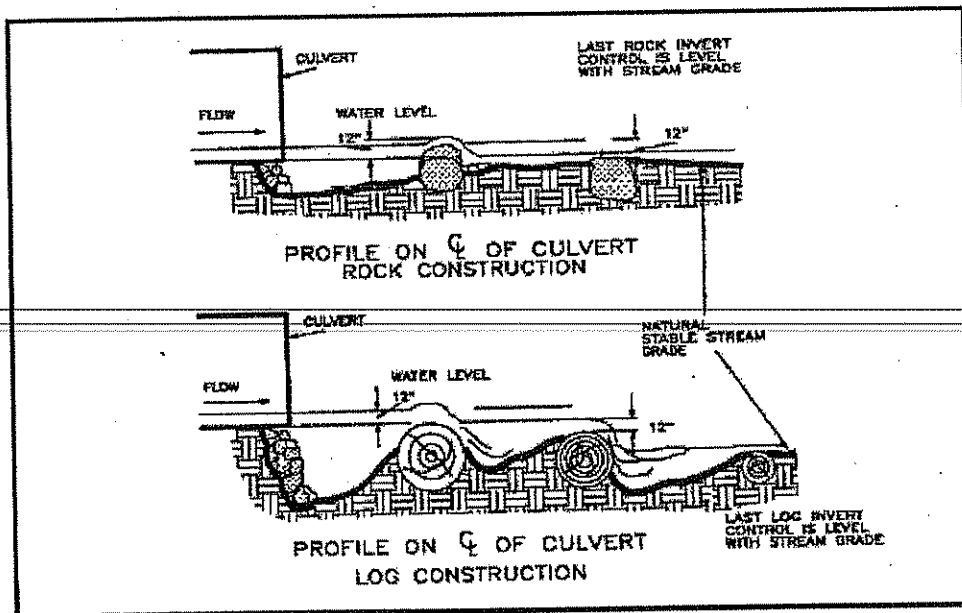 CULVERT
LAST ROCK INVERT
CONTROL IS LEVEL
WITH STREAM GRADE
FLOW
WATER LEVEL
12"
12"
PROFILE ON ℄ OF CULVERT
ROCK CONSTRUCTION
CULVERT
NATURAL
STABLE STREAM
GRADE
FLOW
WATER LEVEL
12"
12"
LAST LOG INVERT
CONTROL IS LEVEL
WITH STREAM GRADE
PROFILE ON ℄ OF CULVERT
LOG CONSTRUCTION